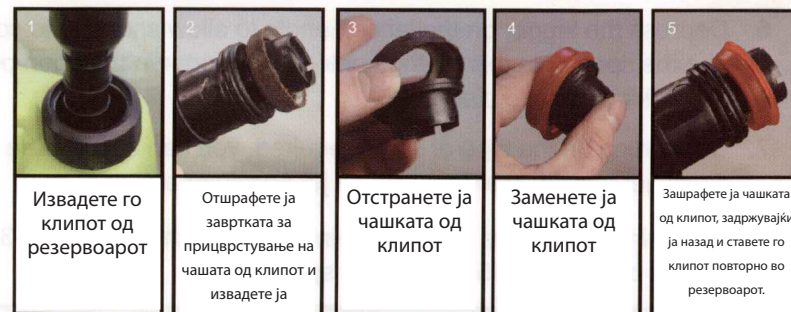 1
Извадете го
клипот од
резервоарот
2
Отшрафете ја
завртката за
прицврстување на
чашата од клипот и
извадете ја
3
Отстранете ја
чашката од
клипот
4
Заменете ја
чашката од
клипот
5
Зашрафете ја чашката
од клипот, задржувајќи
ја назад и ставете го
клипот повторно во
резервоарот.